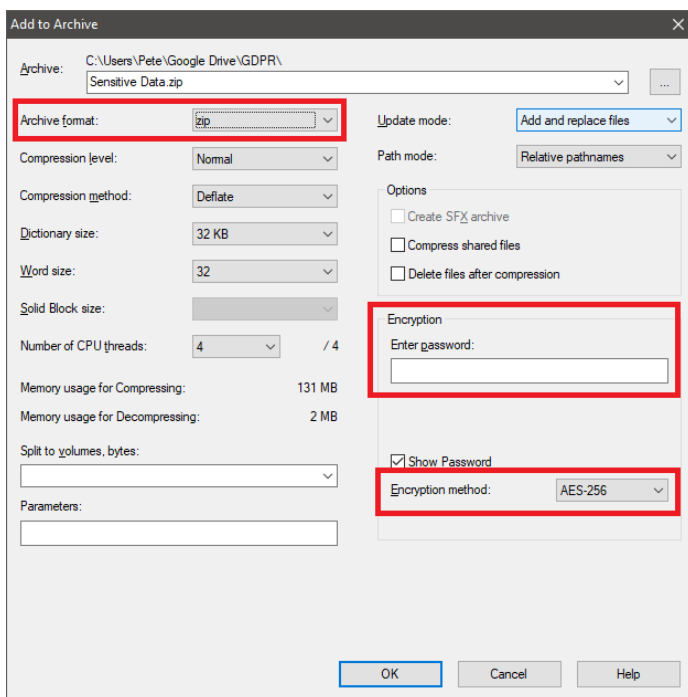 Add to Archive
Archive:
C:\Users\Pete\Google Drive\GDPR\
Sensitive Data.zip
...
Archive format:
zip
Compression level:
Normal
Compression method:
Deflate
Dictionary size:
32 KB
Word size:
32
Solid Block size:
Number of CPU threads:
4
/ 4
Memory usage for Compressing:
131 MB
Memory usage for Decompressing:
2 MB
Split to volumes, bytes:
Parameters:
Update mode:
Add and replace files
Path mode:
Relative pathnames
Options
Create SFX archive
Compress shared files
Delete files after compression
Encryption
Enter password:
Show Password
Encryption method:
AES-256
OK
Cancel
Help